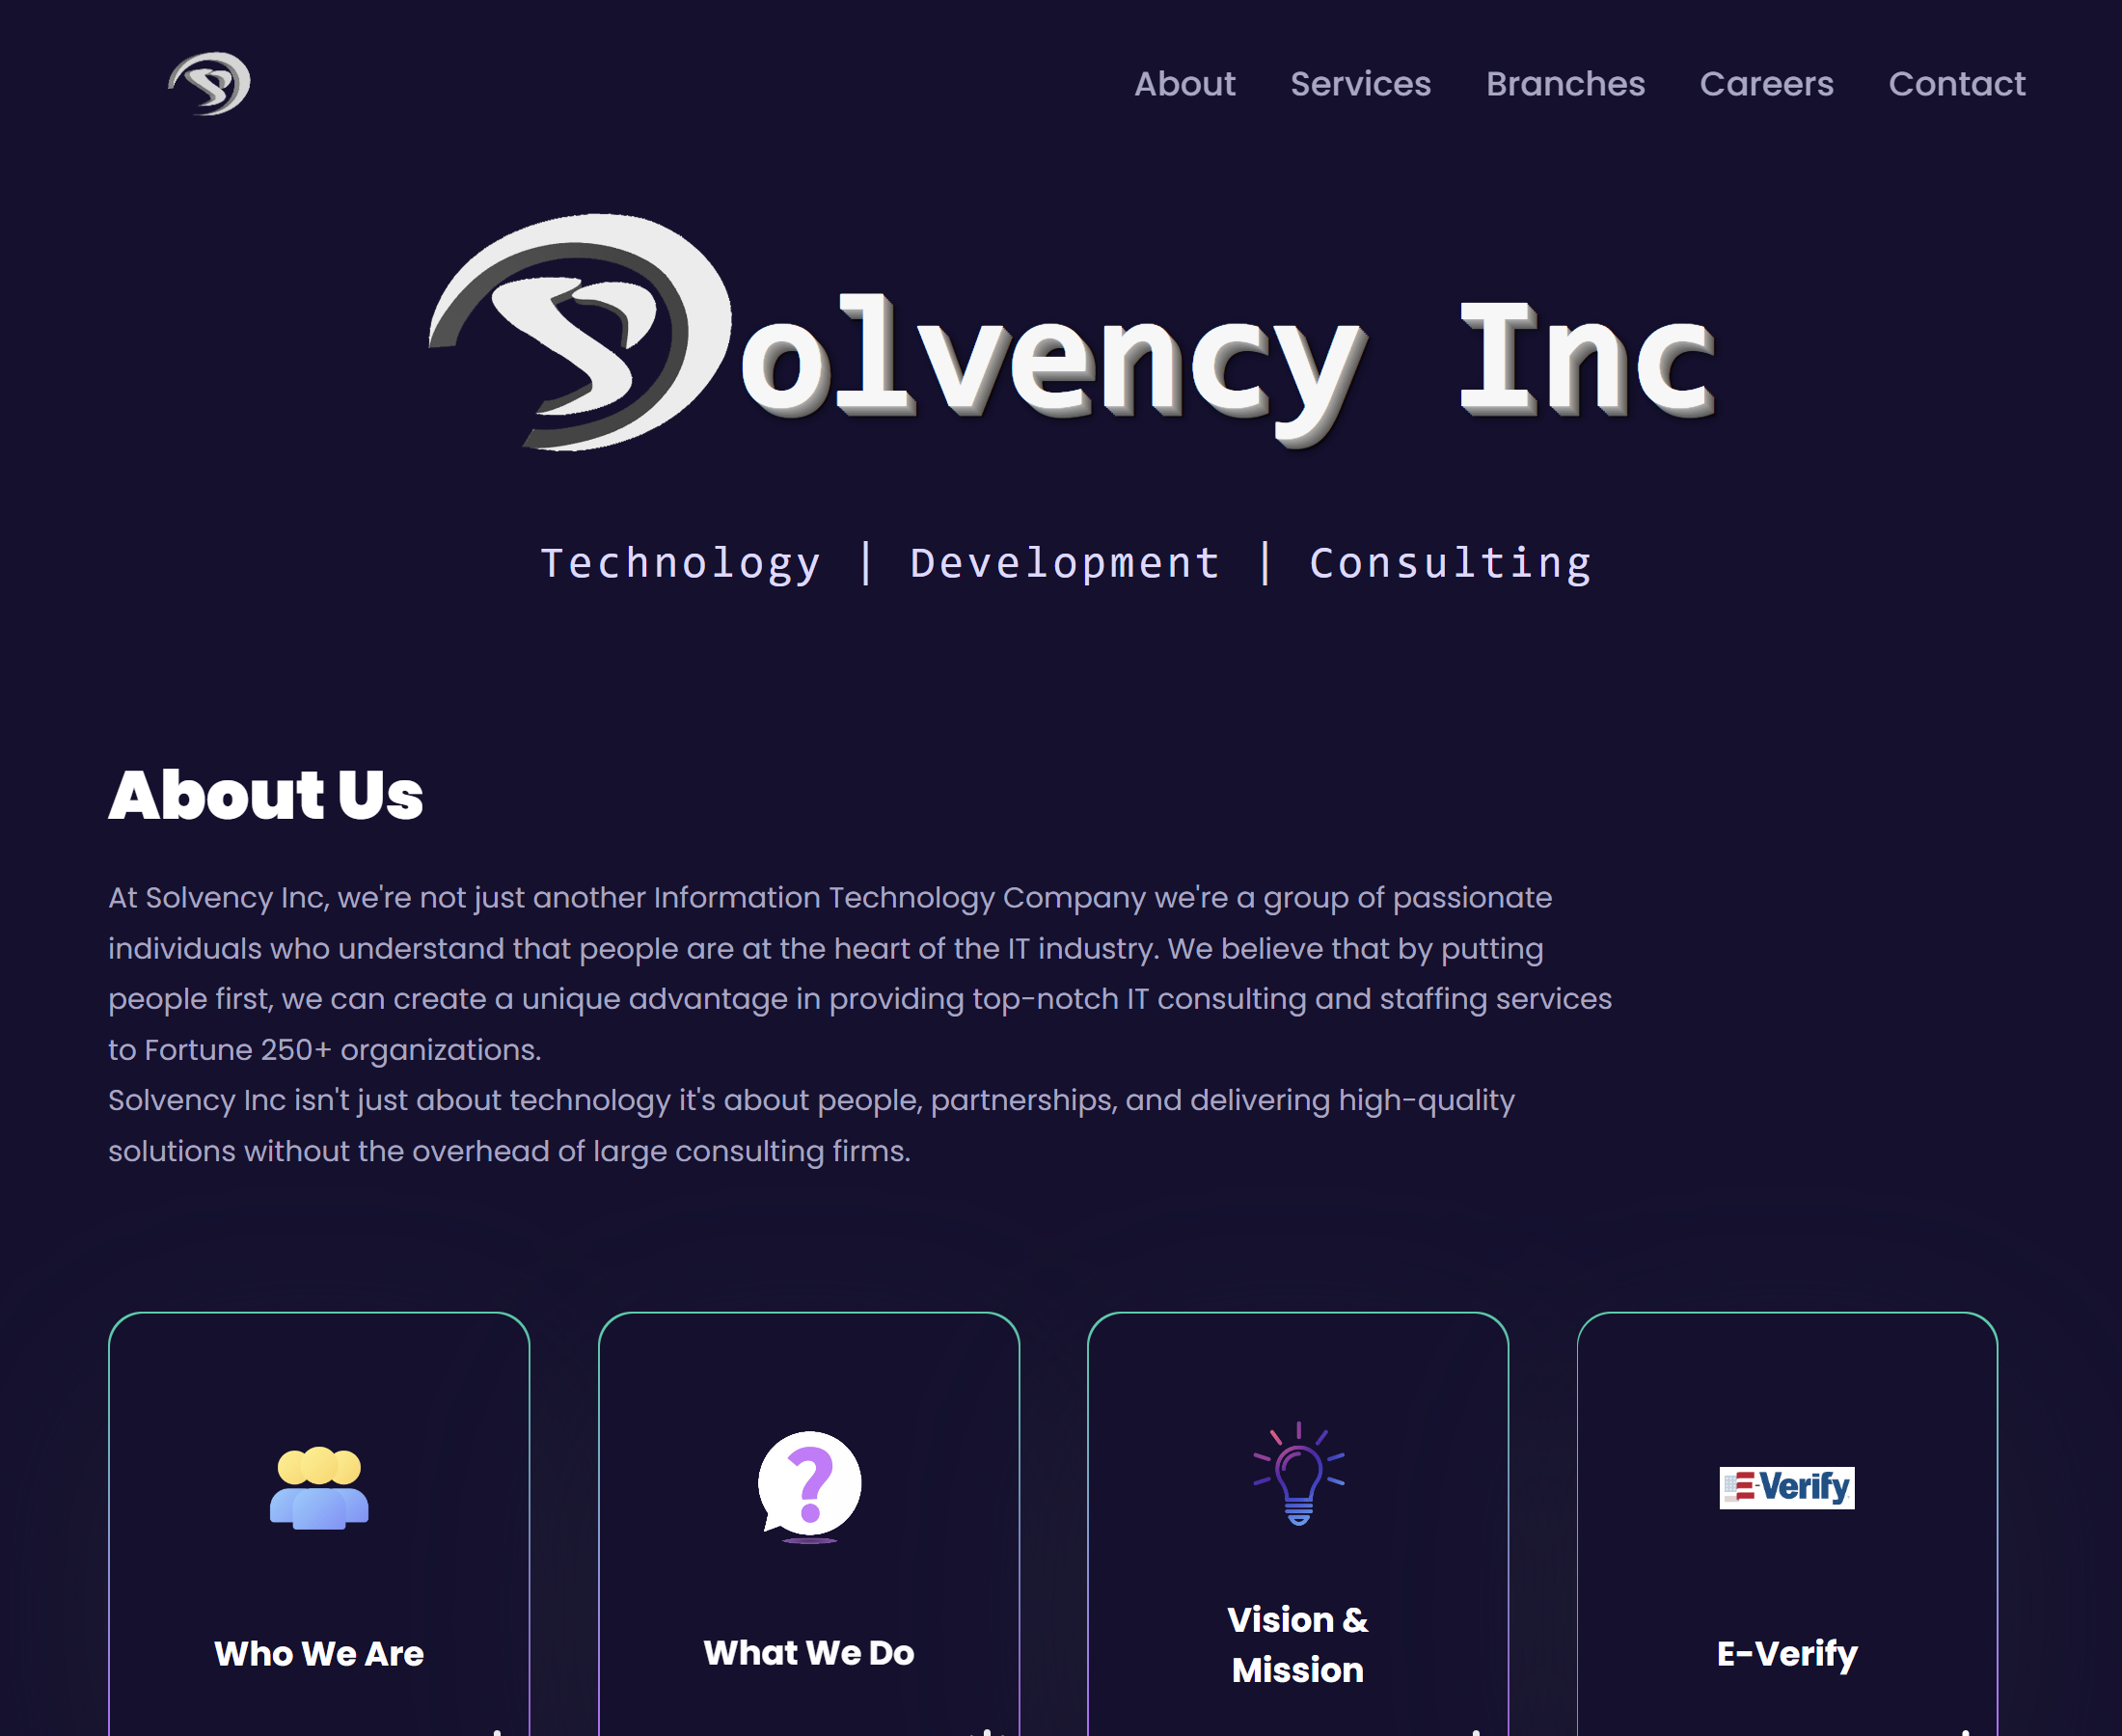 About Services Branches Careers Contact
Solvency Inc
Technology | Development | Consulting
About Us
At Solvency Inc, we're not just another Information Technology Company we're a group of passionate
individuals who understand that people are at the heart of the IT industry. We believe that by putting
people first, we can create a unique advantage in providing top-notch IT consulting and staffing services
to Fortune 250+ organizations.
Solvency Inc isn't just about technology it's about people, partnerships, and delivering high-quality
solutions without the overhead of large consulting firms.
?
E-Verify
Who We Are
What We Do
Vision &
Mission
E-Verify